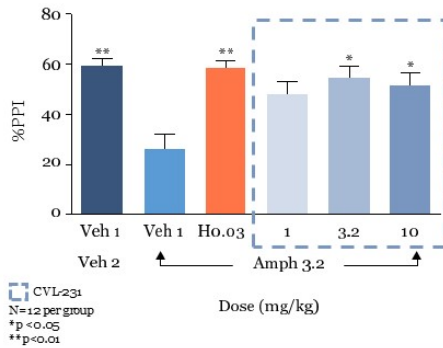 80
60
40
20
0
%PPI
**
**
*
*
Veh 1 Veh 1 H0.03 1 3.2 10
Veh 2 Amph 3.2
CVL-231
N=12 per group
*p <0.05
**p<0.01
Dose (mg/kg)